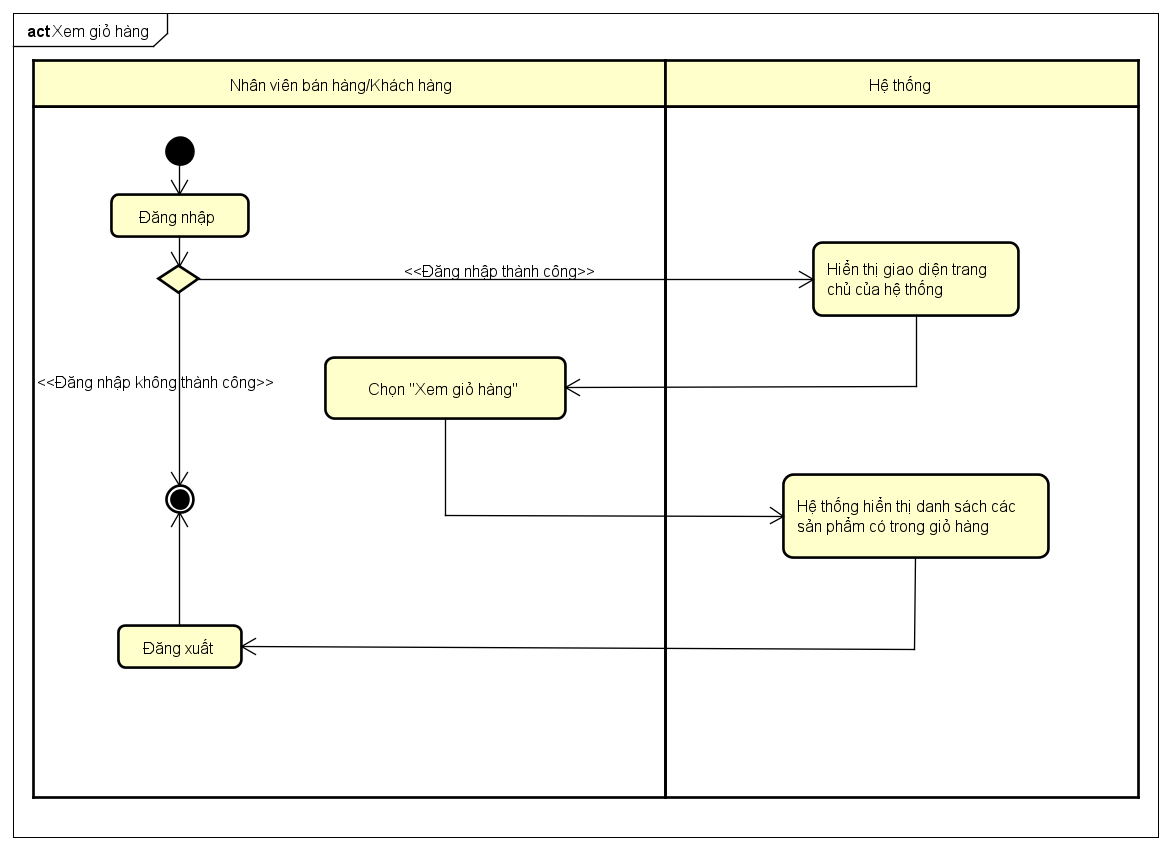 act Xem giỏ hàng
Nhân viên bán hàng/Khách hàng
Hệ thống
Đăng nhập
<<Đăng nhập thành công>>
Hiển thị giao diện trang
chủ của hệ thống
<<Đăng nhập không thành công>>
Chọn "Xem giỏ hàng"
Hệ thống hiển thị danh sách các
sản phẩm có trong giỏ hàng
Đăng xuất